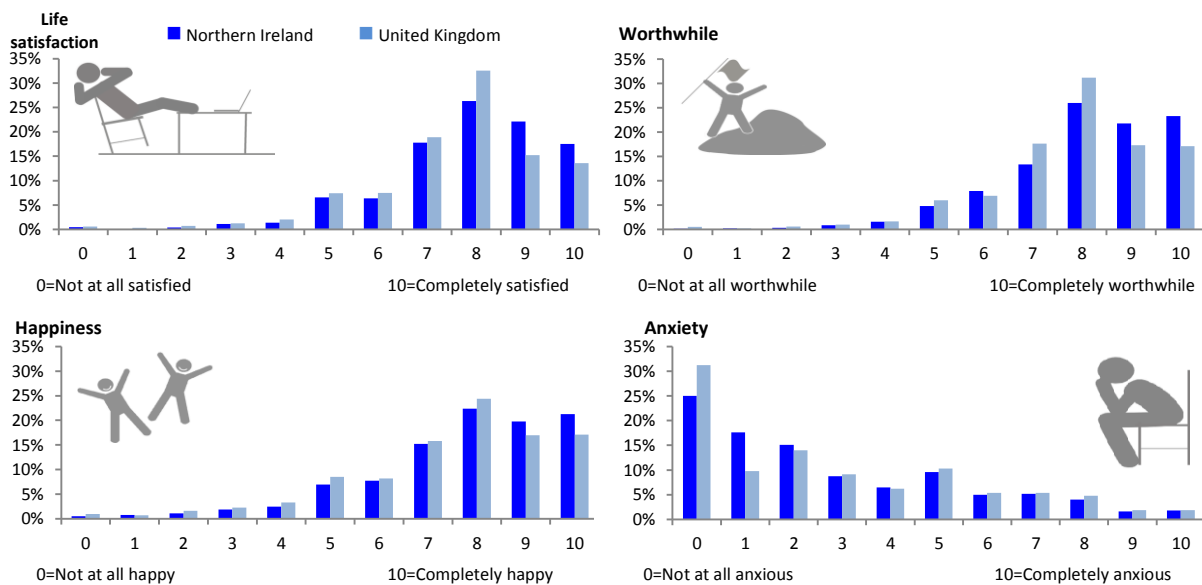 Life
satisfaction
Northern Ireland United Kingdom
35%
30%
25%
20%
15%
10%
5%
0%
0 1 2 3 4 5 6 7 8 9 10
0=Not at all satisfied 10=Completely satisfied
Worthwhile
35%
30%
25%
20%
15%
10%
5%
0%
0 1 2 3 4 5 6 7 8 9 10
0=Not at all worthwhile 10=Completely worthwhile
Happiness
35%
30%
25%
20%
15%
10%
5%
0%
0 1 2 3 4 5 6 7 8 9 10
0=Not at all happy 10=Completely happy
Anxiety
35%
30%
25%
20%
15%
10%
5%
0%
0 1 2 3 4 5 6 7 8 9 10
0=Not at all anxious 10=Completely anxious